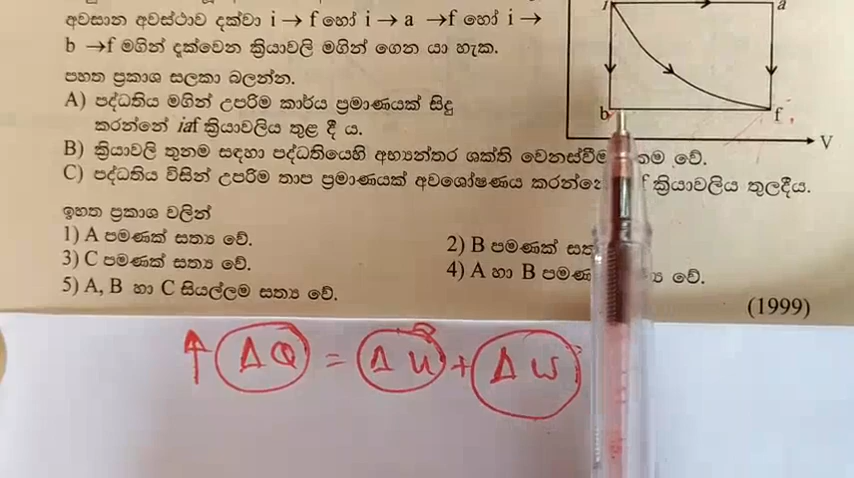 අවසාන අවස්ථාව දක්වා i → f හෝ i → a → f හෝ i →
b → f මගින් දැක්වෙන ක්‍රියාවලි මගින් ගෙන යා හැක.
පහත ප්‍රකාශ සලකා බලන්න.
A) පද්ධතිය මගින් උපරිම කාර්ය ප්‍රමාණයක් සිදු
කරන්නේ iaf ක්‍රියාවලිය තුළ දී ය.
B) ක්‍රියාවලි තුනම සඳහා පද්ධතියෙහි අභ්‍යන්තර ශක්ති වෙනස්වීම වේ.
C) පද්ධතිය විසින් උපරිම තාප ප්‍රමාණයක් අවශෝෂණය f ක්‍රියාවලිය තුලදීය.
ඉහත ප්‍රකාශ වලින්
1) A පමණක් සත්‍ය වේ.
2) B පමණක්
3) C පමණක් සත්‍ය වේ.
4) A හා B වේ.
5) A, B හා C සියල්ලම සත්‍ය වේ.
(1999)
i a
b f
V
↑ ΔQ = ΔU + ΔW